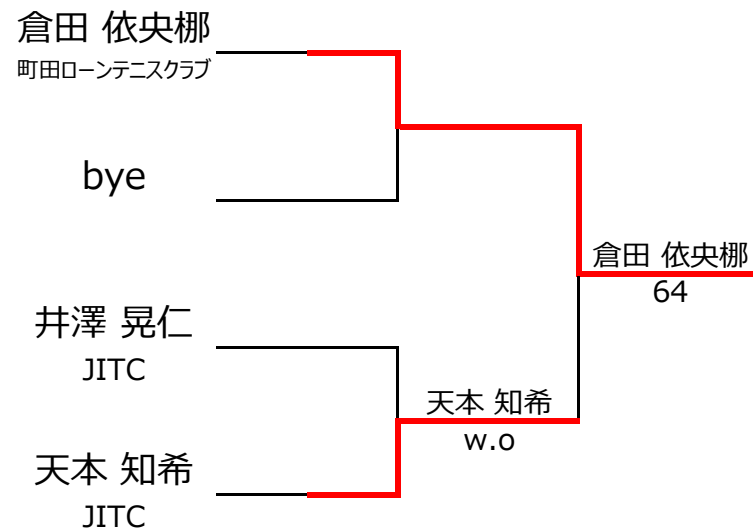 倉田 依央梛
町田ローンテニスクラブ
bye
井澤 晃仁
JITC
天本 知希
JITC
天本 知希
w.o
倉田 依央梛
64